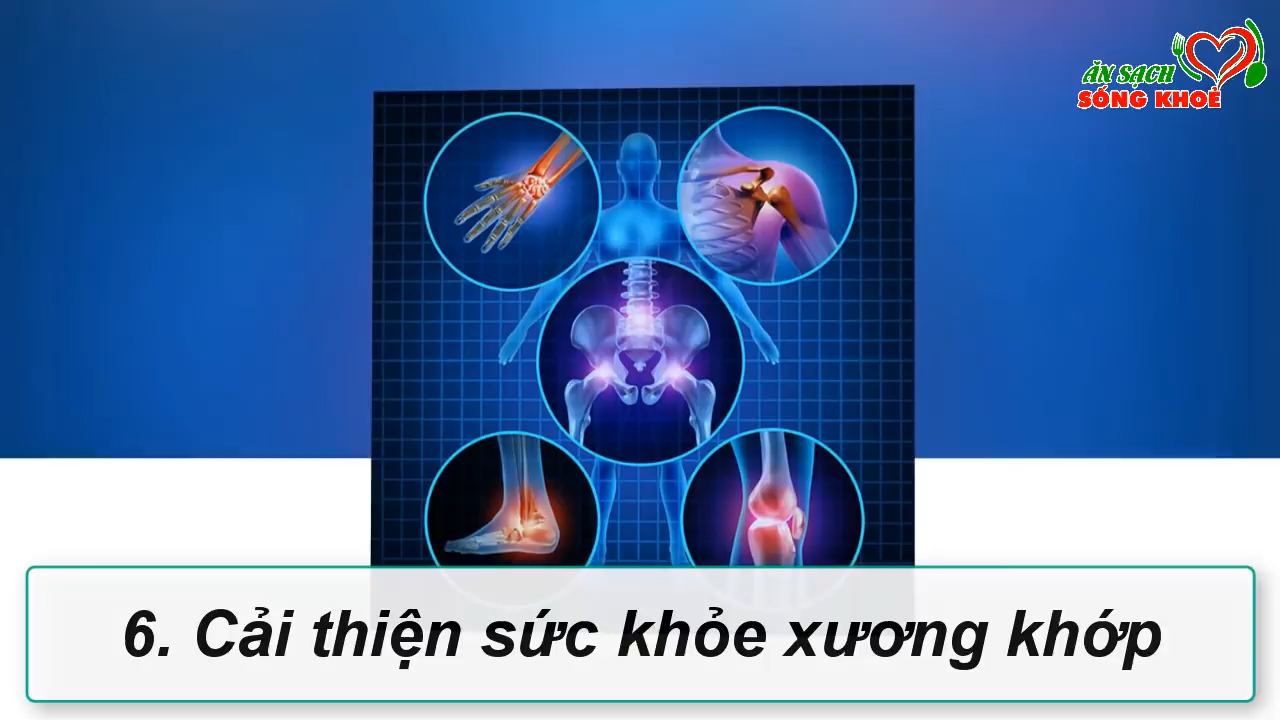 ĂN SẠCH
SỐNG KHOẺ
6. Cải thiện sức khỏe xương khớp